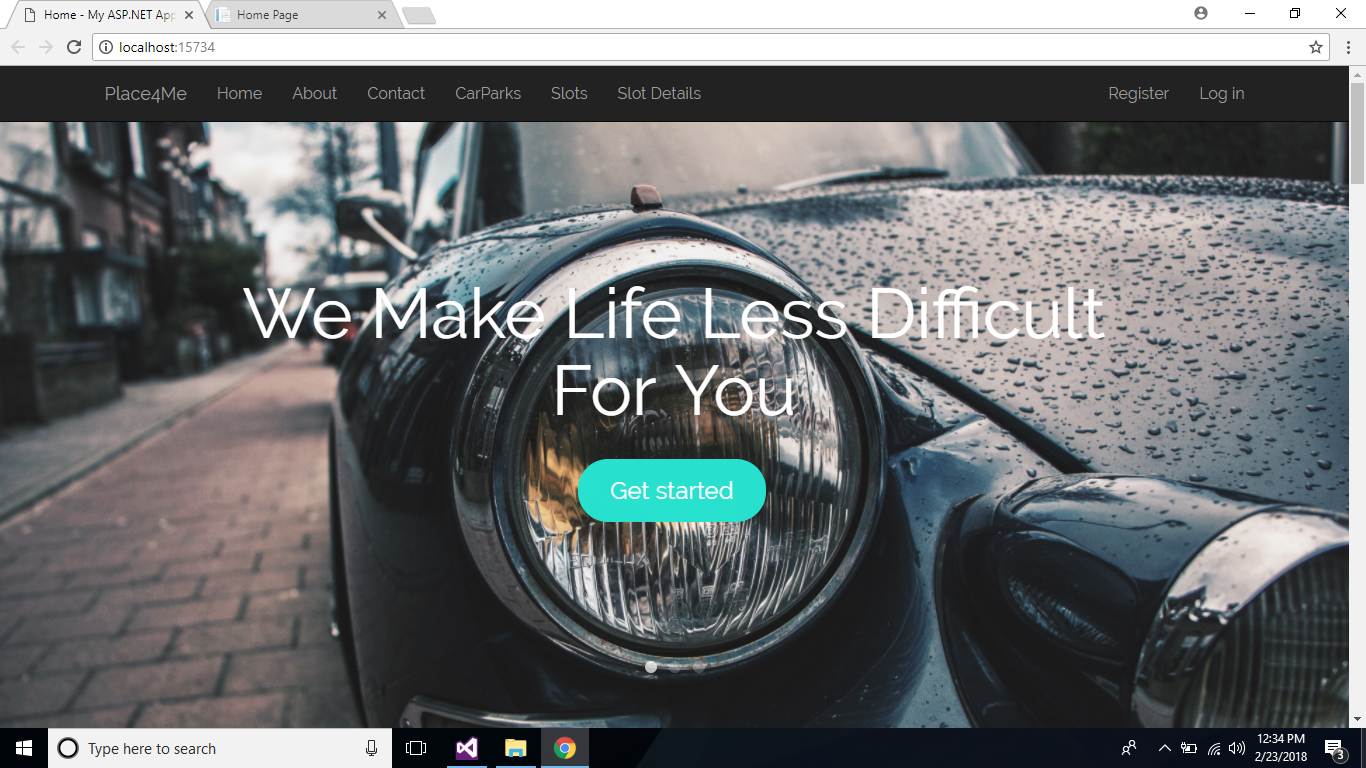 Home - My ASP.NET App
Home Page
localhost:15734
Place4Me Home About Contact CarParks Slots Slot Details Register Log in
We Make Life Less Difficult
For You
Get started
Type here to search
12:34 PM
2/23/2018
3